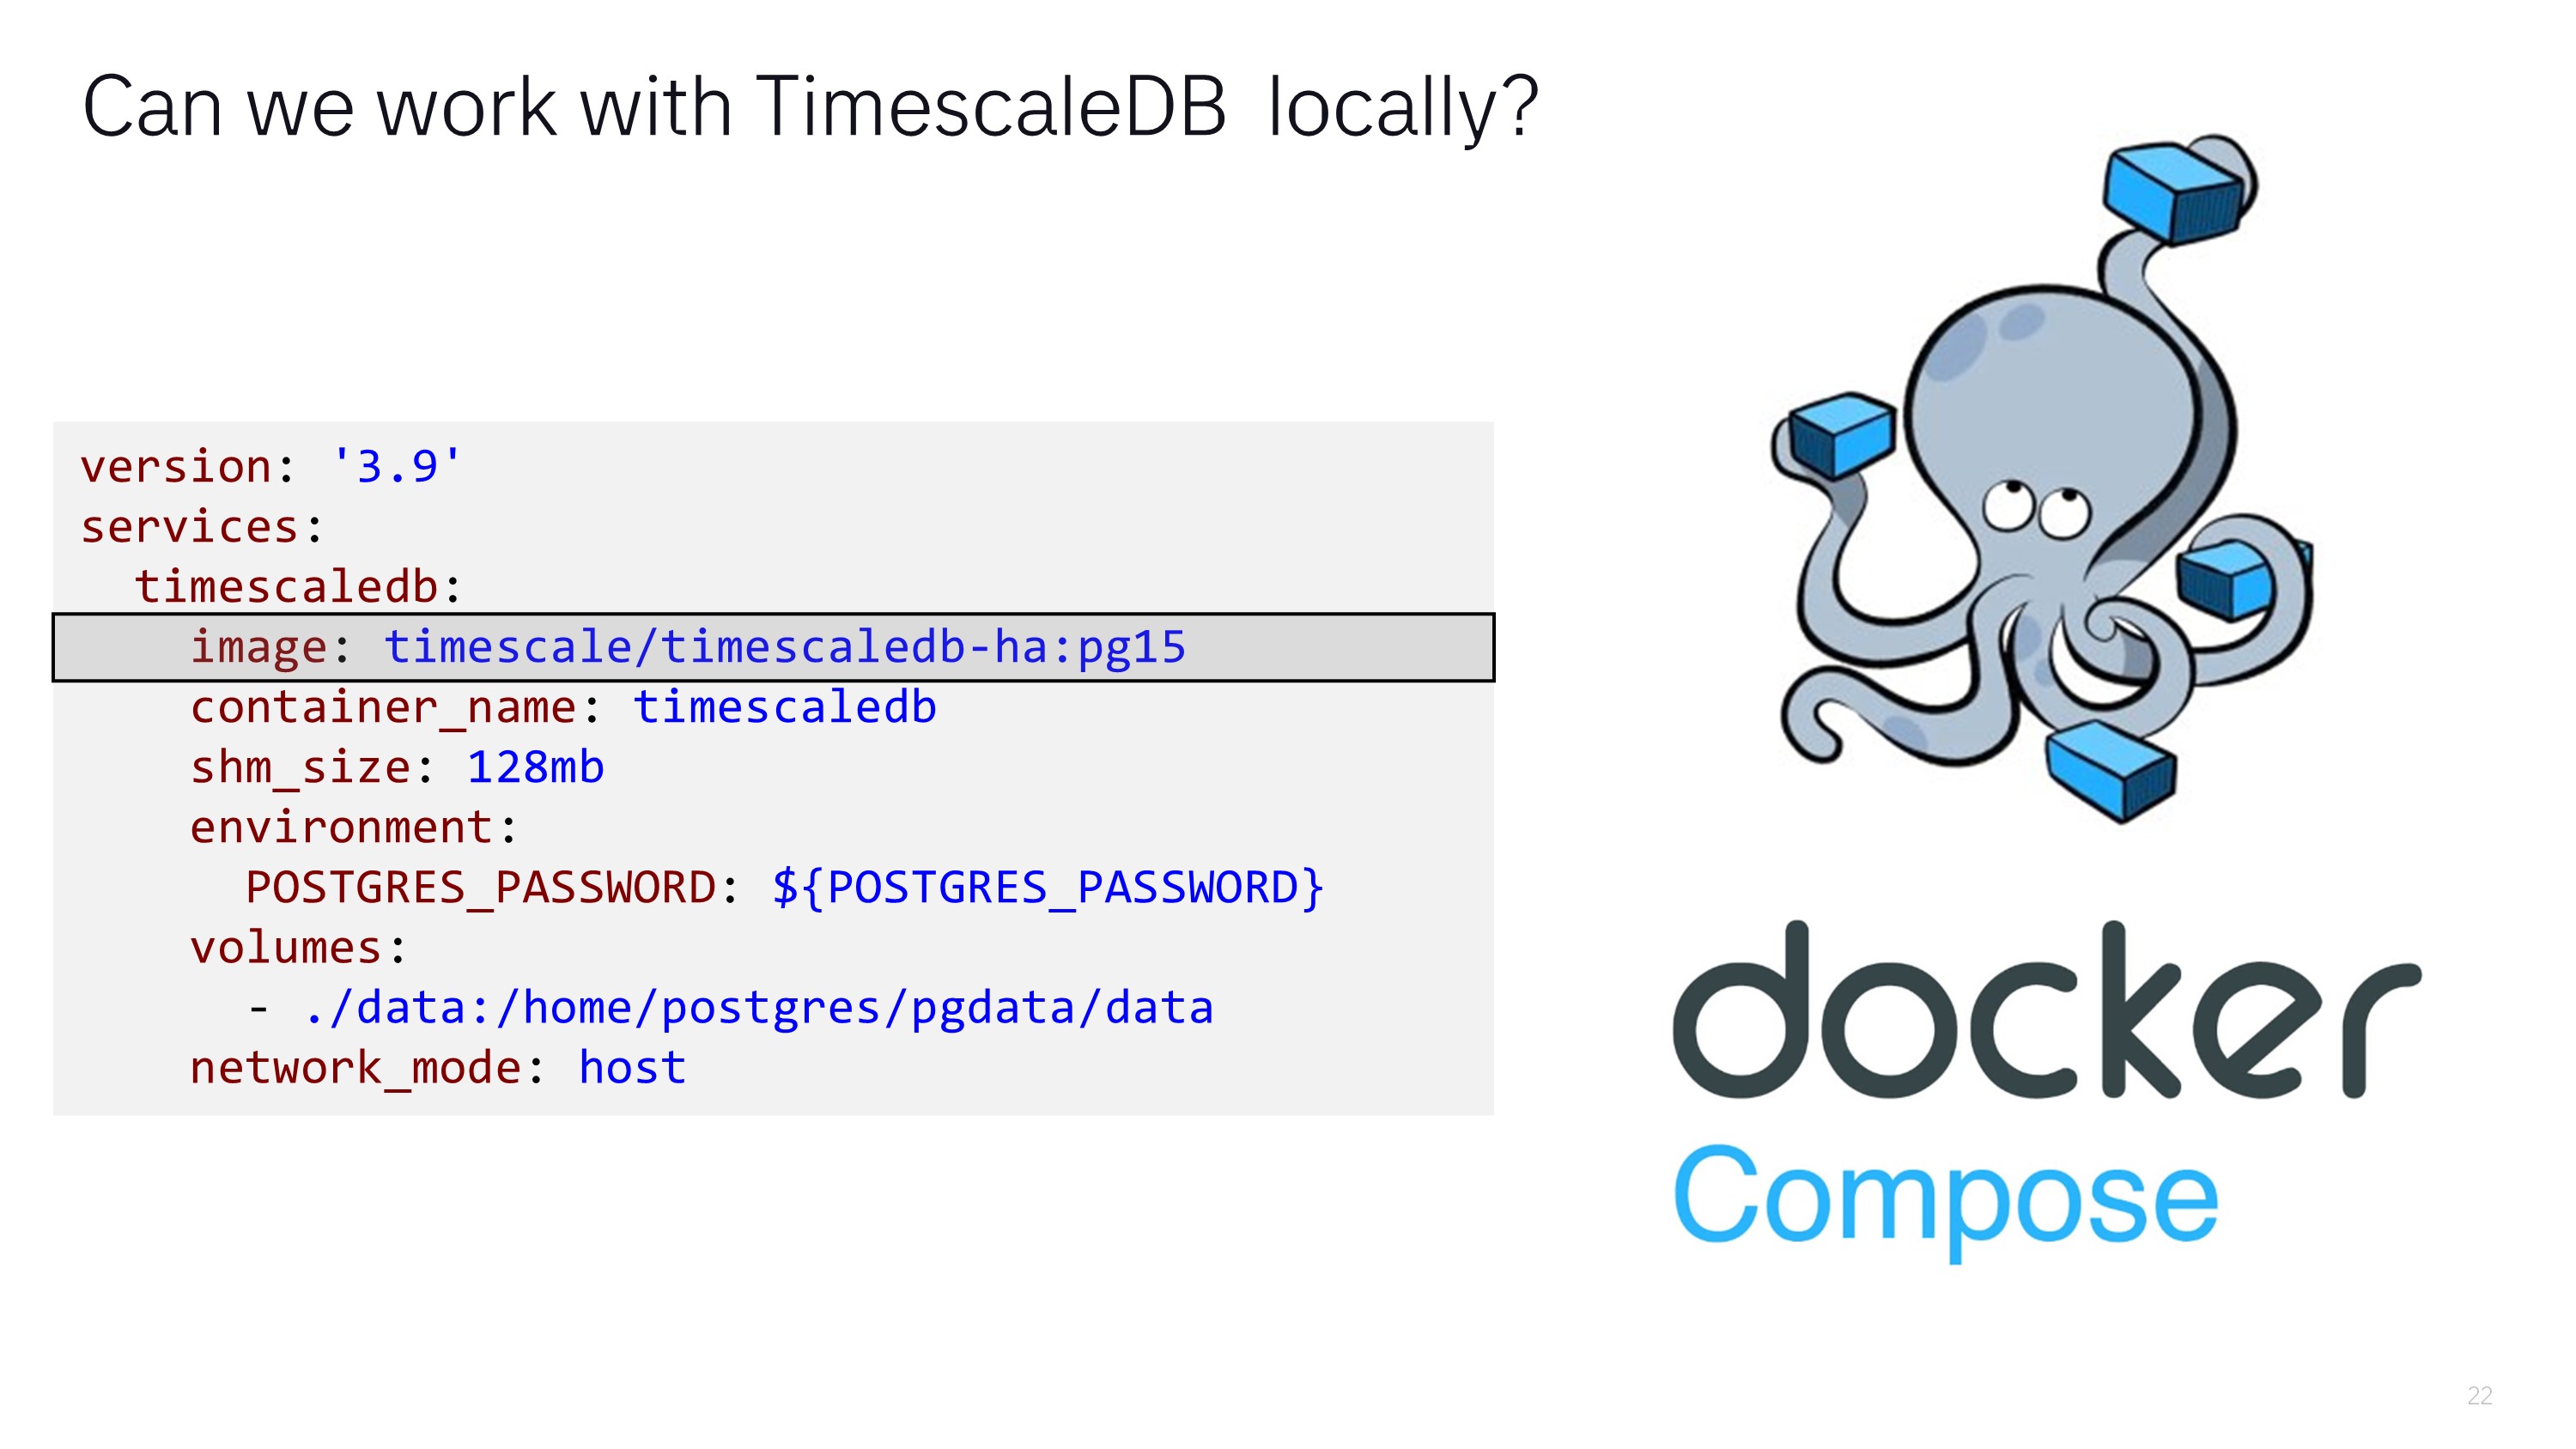 Can we work with TimescaleDB  locally?
version: '3.9'
services:
  timescaledb:
    image: timescale/timescaledb-ha:pg15
    container_name: timescaledb
    shm_size: 128mb
    environment:
      POSTGRES_PASSWORD: ${POSTGRES_PASSWORD}
    volumes:
      - ./data:/home/postgres/pgdata/data
    network_mode: host
docker
Compose
22